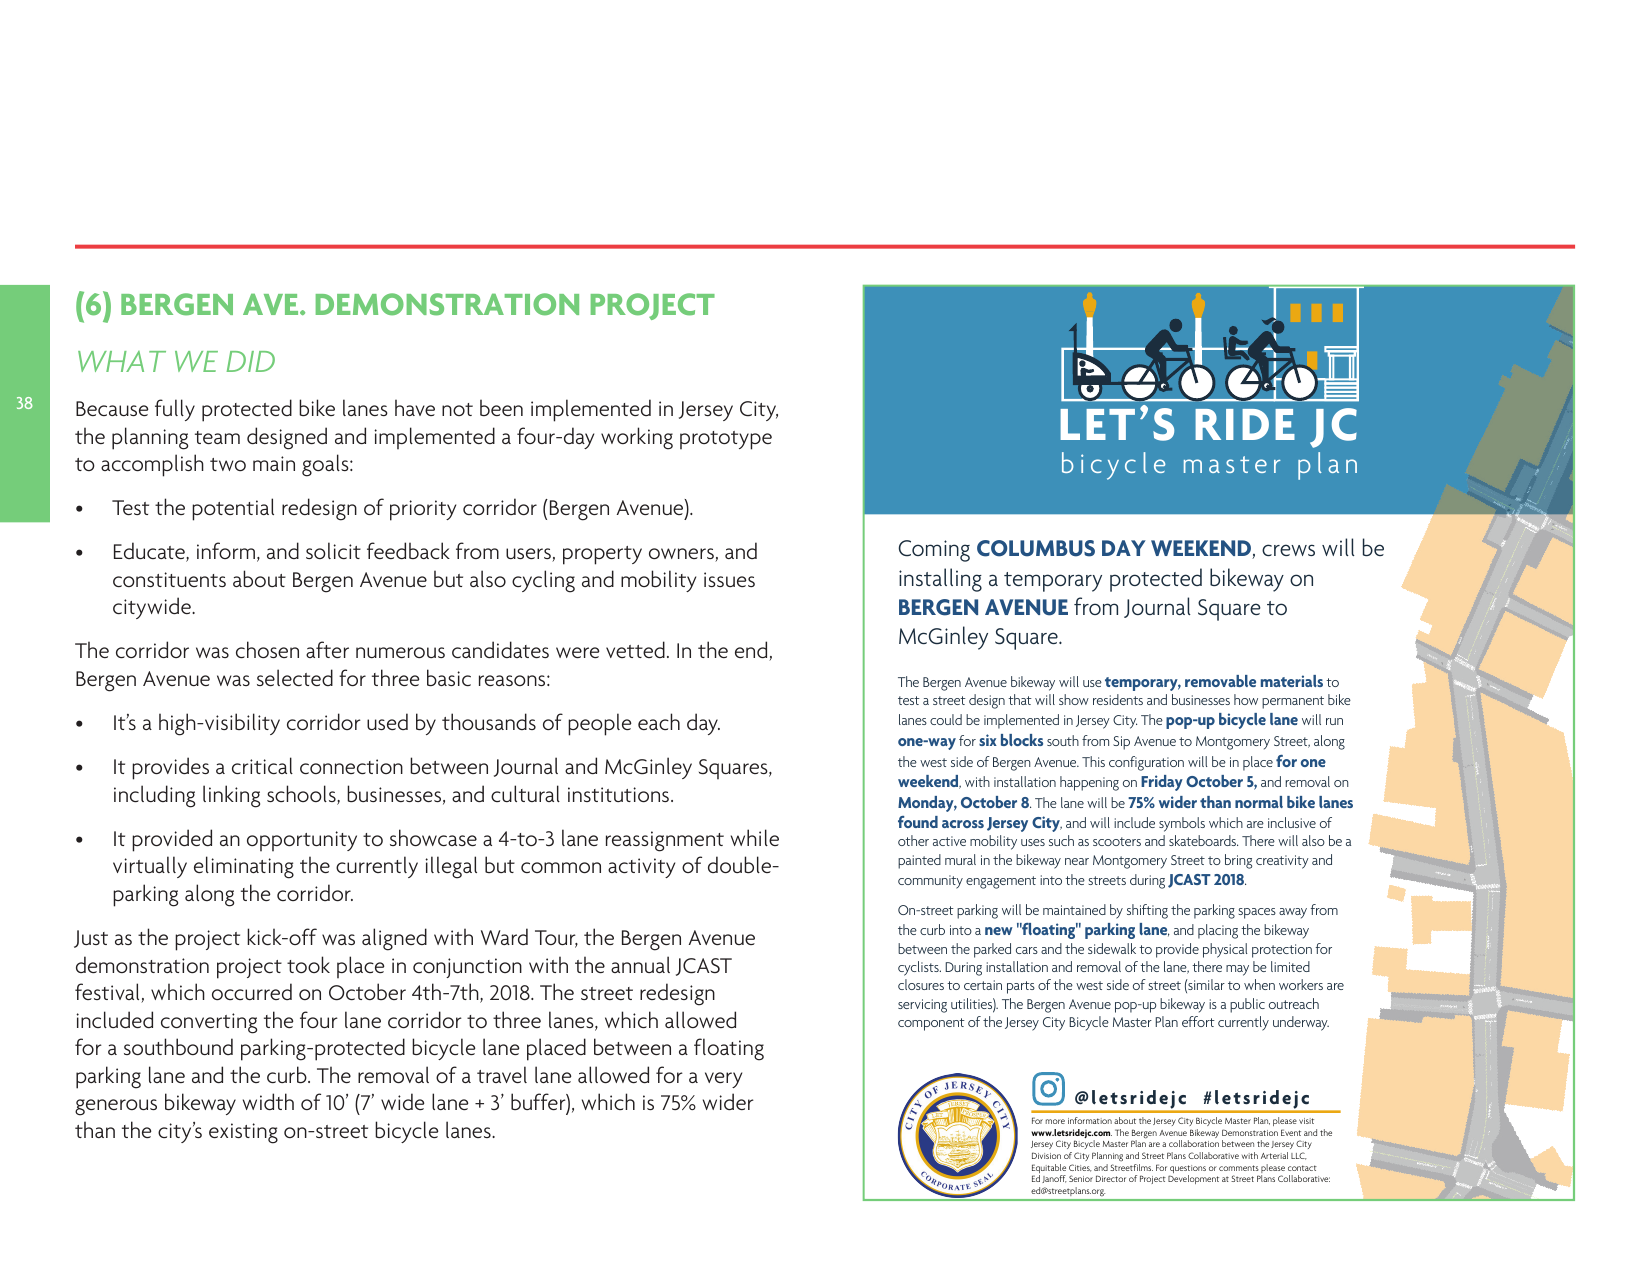 (6) BERGEN AVE. DEMONSTRATION PROJECT
WHAT WE DID
38
Because fully protected bike lanes have not been implemented in Jersey City,
the planning team designed and implemented a four-day working prototype
to accomplish two main goals:
• Test the potential redesign of priority corridor (Bergen Avenue).
• Educate, inform, and solicit feedback from users, property owners, and
constituents about Bergen Avenue but also cycling and mobility issues
citywide.
The corridor was chosen after numerous candidates were vetted. In the end,
Bergen Avenue was selected for three basic reasons:
• It’s a high-visibility corridor used by thousands of people each day.
• It provides a critical connection between Journal and McGinley Squares,
including linking schools, businesses, and cultural institutions.
• It provided an opportunity to showcase a 4-to-3 lane reassignment while
virtually eliminating the currently illegal but common activity of double-
parking along the corridor.
Just as the project kick-off was aligned with Ward Tour, the Bergen Avenue
demonstration project took place in conjunction with the annual JCAST
festival, which occurred on October 4th-7th, 2018. The street redesign
included converting the four lane corridor to three lanes, which allowed
for a southbound parking-protected bicycle lane placed between a floating
parking lane and the curb. The removal of a travel lane allowed for a very
generous bikeway width of 10’ (7’ wide lane + 3’ buffer), which is 75% wider
than the city’s existing on-street bicycle lanes.
LET’S RIDE JC
bicycle master plan
Coming COLUMBUS DAY WEEKEND, crews will be
installing a temporary protected bikeway on
BERGEN AVENUE from Journal Square to
McGinley Square.
The Bergen Avenue bikeway will use temporary, removable materials to
test a street design that will show residents and businesses how permanent bike
lanes could be implemented in Jersey City. The pop-up bicycle lane will run
one-way for six blocks south from Sip Avenue to Montgomery Street, along
the west side of Bergen Avenue. This configuration will be in place for one
weekend, with installation happening on Friday October 5, and removal on
Monday, October 8. The lane will be 75% wider than normal bike lanes
found across Jersey City, and will include symbols which are inclusive of
other active mobility uses such as scooters and skateboards. There will also be a
painted mural in the bikeway near Montgomery Street to bring creativity and
community engagement into the streets during JCAST 2018.
On-street parking will be maintained by shifting the parking spaces away from
the curb into a new "floating" parking lane, and placing the bikeway
between the parked cars and the sidewalk to provide physical protection for
cyclists. During installation and removal of the lane, there may be limited
closures to certain parts of the west side of street (similar to when workers are
servicing utilities). The Bergen Avenue pop-up bikeway is a public outreach
component of the Jersey City Bicycle Master Plan effort currently underway.
CITY OF JERSEY CITY
CORPORATE SEAL
@letsridejc #letsridejc
For more information about the Jersey City Bicycle Master Plan, please visit
www.letsridejc.com. The Bergen Avenue Bikeway Demonstration Event and the
Jersey City Bicycle Master Plan are a collaboration between the Jersey City
Division of City Planning and Street Plans Collaborative with Arterial LLC,
Equitable Cities, and Streetfilms. For questions or comments please contact
Ed Janoff, Senior Director of Project Development at Street Plans Collaborative:
ed@streetplans.org.